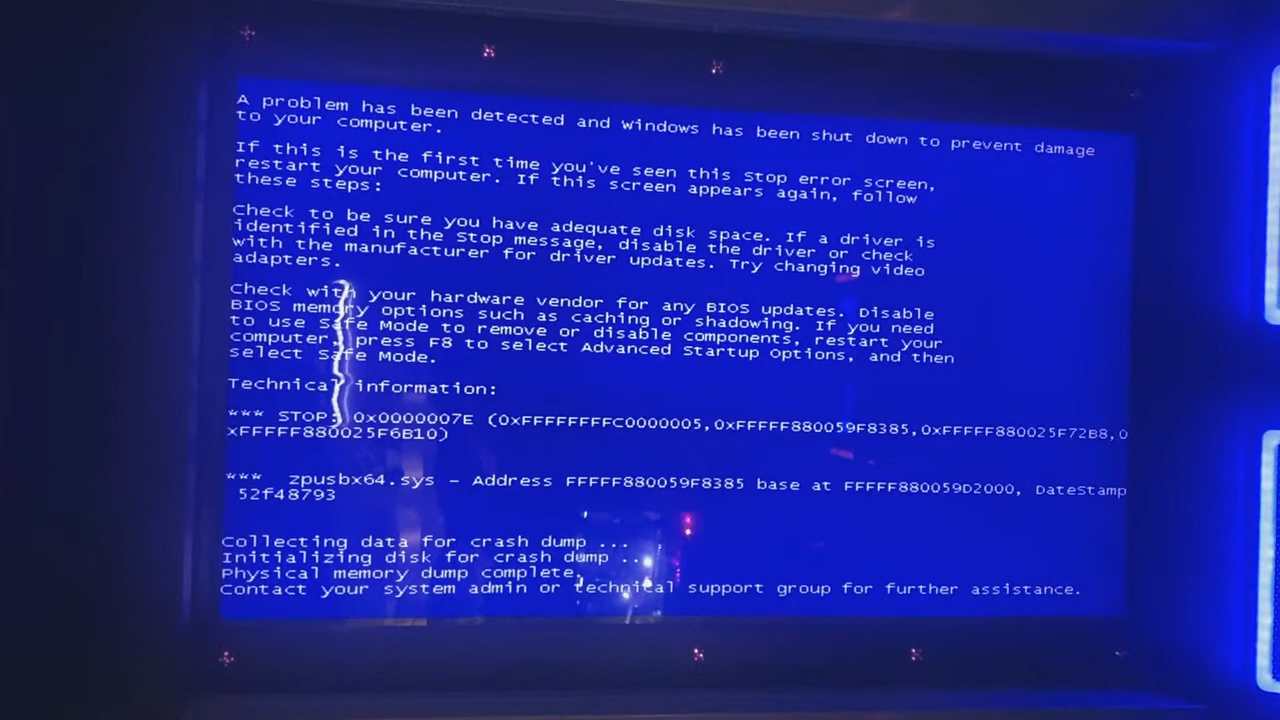 A problem has been detected and Windows has been shut down to prevent damage
to your computer.
If this is the first time you've seen this Stop error screen,
restart your computer. If this screen appears again, follow
these steps:
Check to be sure you have adequate disk space. If a driver is
identified in the Stop message, disable the driver or check
with the manufacturer for driver updates. Try changing video
adapters.
Check with your hardware vendor for any BIOS updates. Disable
BIOS memory options such as caching or shadowing. If you need
to use Safe Mode to remove or disable components, restart your
computer, press F8 to select Advanced Startup Options, and then
select Safe Mode.
Technical information:
*** STOP: 0x0000007E (0xFFFFFFFFC0000005,0xFFFFF880059F8385,0xFFFFF880025F72B8,0
xFFFFF880025F6B10)
*** zpusbx64.sys - Address FFFFF880059F8385 base at FFFFF880059D2000, DateStamp
52f48793
Collecting data for crash dump ...
Initializing disk for crash dump ...
Physical memory dump complete.
Contact your system admin or technical support group for further assistance.